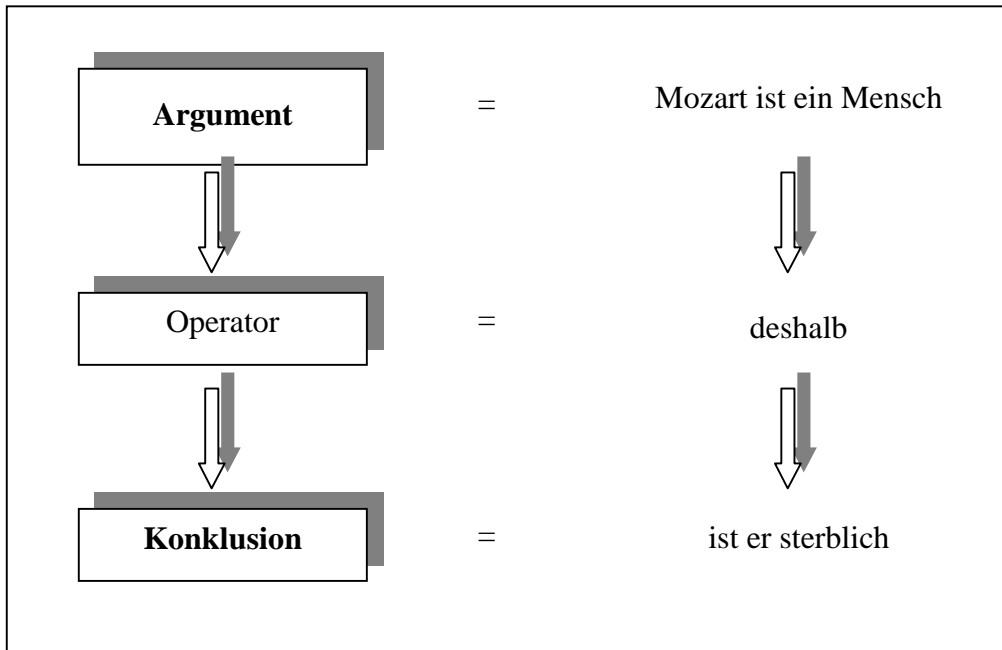 Argument = Mozart ist ein Mensch
Operator = deshalb
Konklusion = ist er sterblich